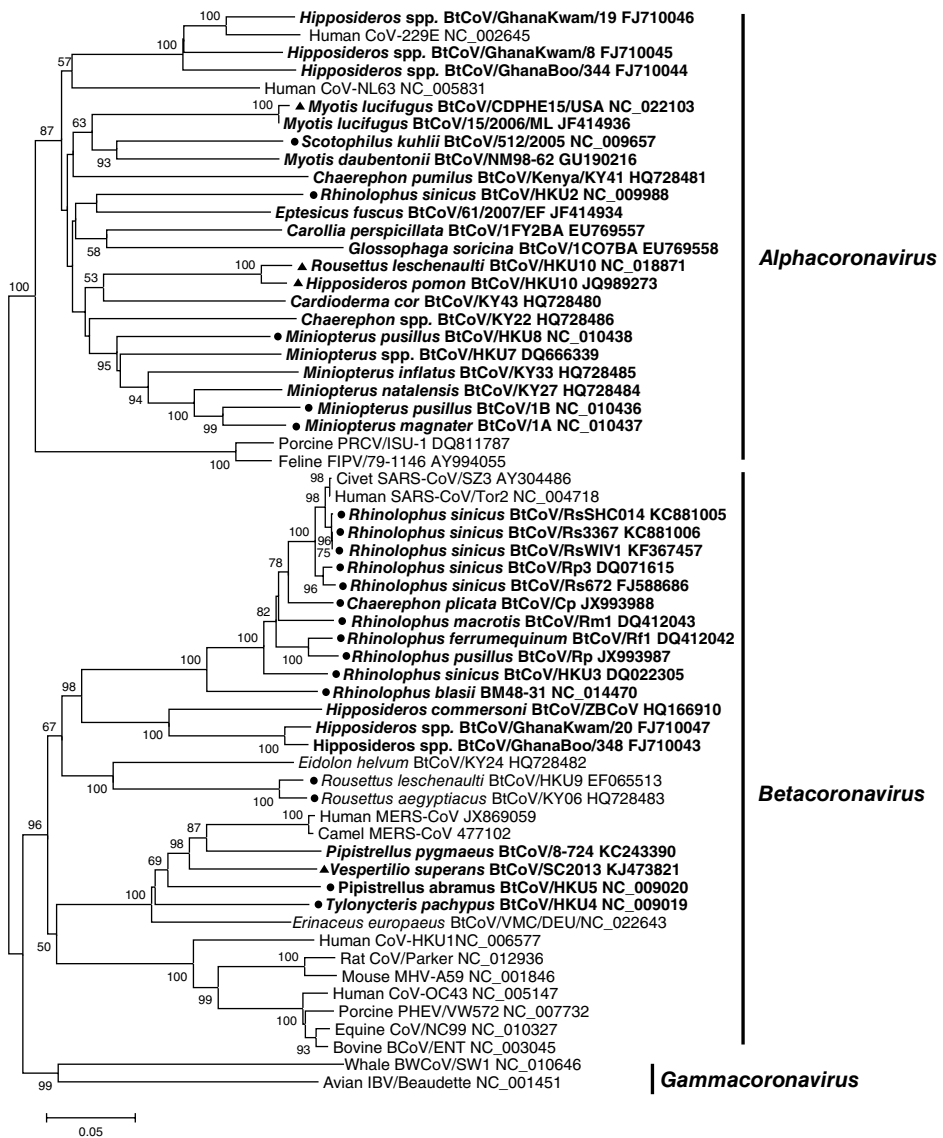 100
Hipposideros spp. BtCoV/GhanaKwam/19 FJ710046
Human CoV-229E NC_002645
100
Hipposideros spp. BtCoV/GhanaKwam/8 FJ710045
57
Hipposideros spp. BtCoV/GhanaBoo/344 FJ710044
Human CoV-NL63 NC_005831
100
▲Myotis lucifugus BtCoV/CDPHE15/USA NC_022103
87
63
Myotis lucifugus BtCoV/15/2006/ML JF414936
●Scotophilus kuhlii BtCoV/512/2005 NC_009657
93
Myotis daubentonii BtCoV/NM98-62 GU190216
Chaerephon pumilus BtCoV/Kenya/KY41 HQ728481
●Rhinolophus sinicus BtCoV/HKU2 NC_009988
Eptesicus fuscus BtCoV/61/2007/EF JF414934
Carollia perspicillata BtCoV/1FY2BA EU769557
58
Glossophaga soricina BtCoV/1CO7BA EU769558
Alphacoronavirus
100
▲Rousettus leschenaulti BtCoV/HKU10 NC_018871
53
▲Hipposideros pomon BtCoV/HKU10 JQ989273
100
Cardioderma cor BtCoV/KY43 HQ728480
Chaerephon spp. BtCoV/KY22 HQ728486
●Miniopterus pusillus BtCoV/HKU8 NC_010438
95
Miniopterus spp. BtCoV/HKU7 DQ666339
Miniopterus inflatus BtCoV/KY33 HQ728485
94
Miniopterus natalensis BtCoV/KY27 HQ728484
100
●Miniopterus pusillus BtCoV/1B NC_010436
99
●Miniopterus magnater BtCoV/1A NC_010437
Porcine PRCV/ISU-1 DQ811787
100
Feline FIPV/79-1146 AY994055
98
Civet SARS-CoV/SZ3 AY304486
98
Human SARS-CoV/Tor2 NC_004718
●Rhinolophus sinicus BtCoV/RsSHC014 KC881005
100
●Rhinolophus sinicus BtCoV/Rs3367 KC881006
96
75
●Rhinolophus sinicus BtCoV/RsWIV1 KF367457
78
●Rhinolophus sinicus BtCoV/Rp3 DQ071615
96
●Rhinolophus sinicus BtCoV/Rs672 FJ588686
●Chaerephon plicata BtCoV/Cp JX993988
82
●Rhinolophus macrotis BtCoV/Rm1 DQ412043
●Rhinolophus ferrumequinum BtCoV/Rf1 DQ412042
100
100
●Rhinolophus pusillus BtCoV/Rp JX993987
100
●Rhinolophus sinicus BtCoV/HKU3 DQ022305
98
●Rhinolophus blasii BM48-31 NC_014470
Hipposideros commersoni BtCoV/ZBCoV HQ166910
67
100
Hipposideros spp. BtCoV/GhanaKwam/20 FJ710047
100
Hipposideros spp. BtCoV/GhanaBoo/348 FJ710043
Eidolon helvum BtCoV/KY24 HQ728482
100
●Rousettus leschenaulti BtCoV/HKU9 EF065513
100
●Rousettus aegyptiacus BtCoV/KY06 HQ728483
Betacoronavirus
100
Human MERS-CoV JX869059
96
87
Camel MERS-CoV 477102
98
Pipistrellus pygmaeus BtCoV/8-724 KC243390
69
▲Vespertilio superans BtCoV/SC2013 KJ473821
●Pipistrellus abramus BtCoV/HKU5 NC_009020
100
●Tylonycteris pachypus BtCoV/HKU4 NC_009019
Erinaceus europaeus BtCoV/VMC/DEU/NC_022643
50
Human CoV-HKU1NC_006577
100
100
Rat CoV/Parker NC_012936
99
Mouse MHV-A59 NC_001846
Human CoV-OC43 NC_005147
100
Porcine PHEV/VW572 NC_007732
Equine CoV/NC99 NC_010327
93
Bovine BCoV/ENT NC_003045
Whale BWCoV/SW1 NC_010646
99
Avian IBV/Beaudette NC_001451
Gammacoronavirus
0.05